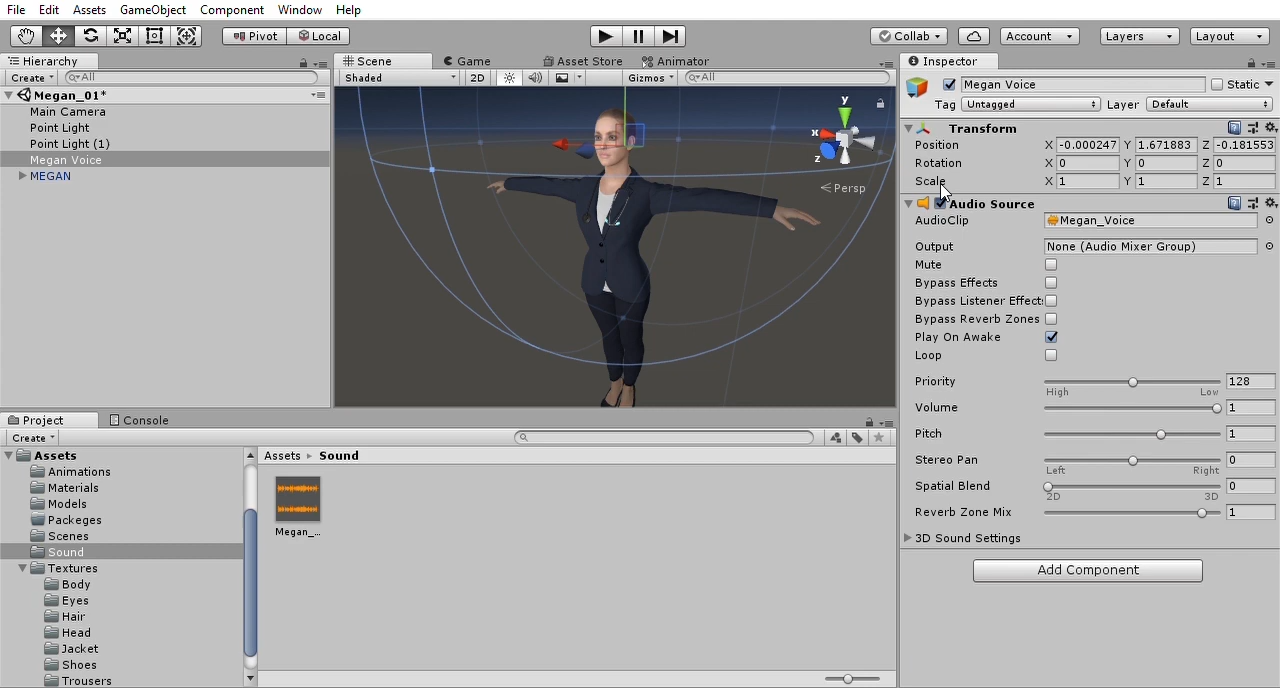 File Edit Assets GameObject Component Window Help
Pivot Local Collab Account Layers Layout
Hierarchy
Create All
Megan_01*
Main Camera
Point Light
Point Light (1)
Megan Voice
MEGAN
Scene Game Asset Store Animator
Shaded 2D Gizmos All
y
x
z
Persp
Inspector
Megan Voice Static
Tag Untagged Layer Default
Transform
Position X -0.000247 Y 1.671883 Z -0.181553
Rotation X 0 Y 0 Z 0
Scale X 1 Y 1 Z 1
Audio Source
AudioClip Megan_Voice
Output None (Audio Mixer Group)
Mute
Bypass Effects
Bypass Listener Effects
Bypass Reverb Zones
Play On Awake
Loop
Priority 128
High Low
Volume 1
Pitch 1
Stereo Pan 0
Left Right
Spatial Blend 0
2D 3D
Reverb Zone Mix 1
3D Sound Settings
Add Component
Project Console
Create
Assets
Animations
Materials
Models
Packeges
Scenes
Sound
Textures
Body
Eyes
Hair
Head
Jacket
Shoes
Trousers
Assets Sound
Megan_...